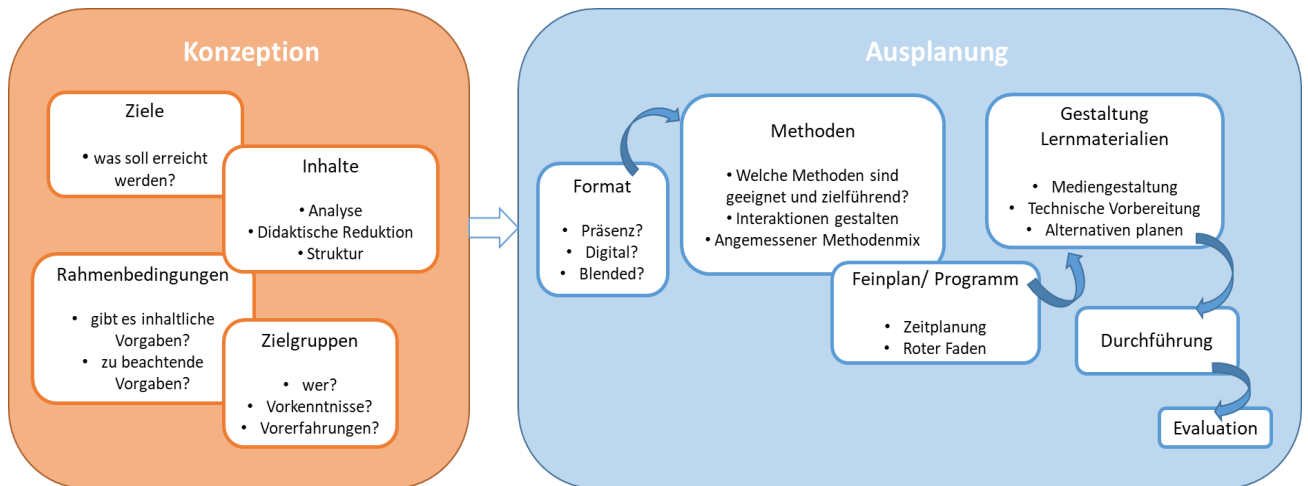 Konzeption
Ziele
• was soll erreicht
werden?
Inhalte
• Analyse
• Didaktische Reduktion
• Struktur
Rahmenbedingungen
• gibt es inhaltliche
Vorgaben?
• zu beachtende
Vorgaben?
Zielgruppen
• wer?
• Vorkenntnisse?
• Vorerfahrungen?
Ausplanung
Format
• Präsenz?
• Digital?
• Blended?
Methoden
• Welche Methoden sind
geeignet und zielführend?
• Interaktionen gestalten
• Angemessener Methodenmix
Feinplan/ Programm
• Zeitplanung
• Roter Faden
Gestaltung
Lernmaterialien
• Mediengestaltung
• Technische Vorbereitung
• Alternativen planen
Durchführung
Evaluation